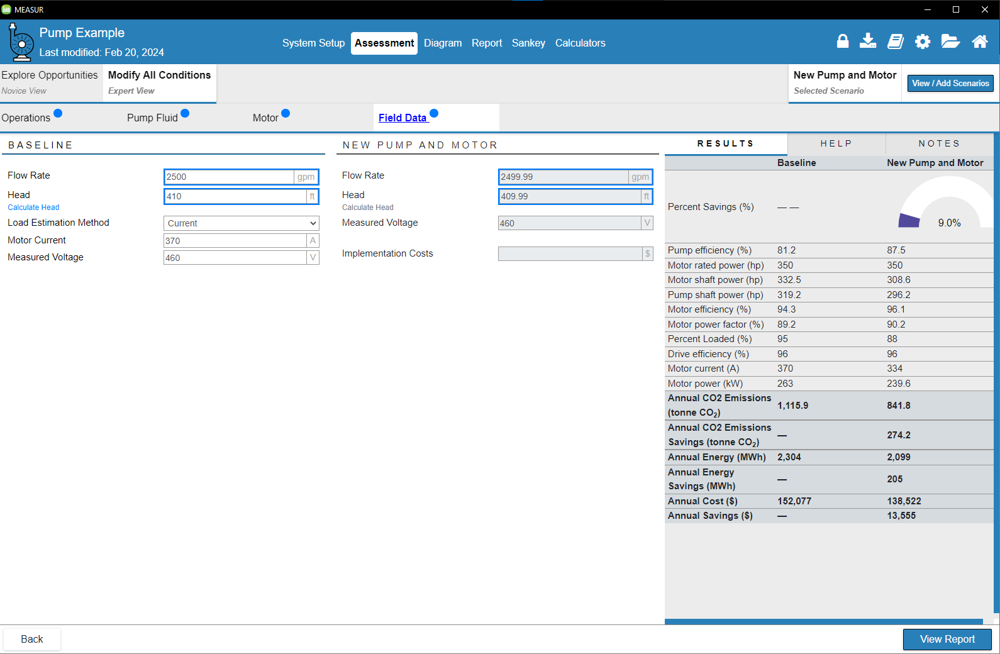 MEASUR
Pump Example
Last modified: Feb 20, 2024
System Setup Assessment Diagram Report Sankey Calculators
Explore Opportunities
Novice View
Modify All Conditions
Expert View
New Pump and Motor
Selected Scenario
View / Add Scenarios
Operations Pump Fluid Motor Field Data
BASELINE
Flow Rate 2500 gpm
Head 410 ft
Calculate Head
Load Estimation Method Current
Motor Current 370 A
Measured Voltage 460 V
NEW PUMP AND MOTOR
Flow Rate 2499.99 gpm
Head 409.99 ft
Calculate Head
Measured Voltage 460 V
Implementation Costs $
RESULTS HELP NOTES
Baseline New Pump and Motor
Percent Savings (%) — — 9.0%
Pump efficiency (%) 81.2 87.5
Motor rated power (hp) 350 350
Motor shaft power (hp) 332.5 308.6
Pump shaft power (hp) 319.2 296.2
Motor efficiency (%) 94.3 96.1
Motor power factor (%) 89.2 90.2
Percent Loaded (%) 95 88
Drive efficiency (%) 96 96
Motor current (A) 370 334
Motor power (kW) 263 239.6
Annual CO2 Emissions
(tonne CO₂) 1,115.9 841.8
Annual CO2 Emissions
Savings (tonne CO₂) — 274.2
Annual Energy (MWh) 2,304 2,099
Annual Energy
Savings (MWh) — 205
Annual Cost ($) 152,077 138,522
Annual Savings ($) — 13,555
Back
View Report